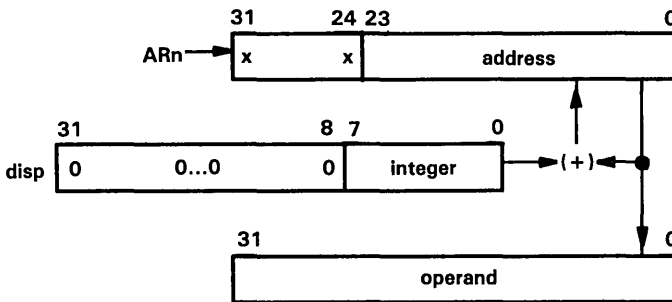 31 24 23 0
ARn x x address
31 8 7 0
disp 0 0...0 0 integer (+)
31 0
operand